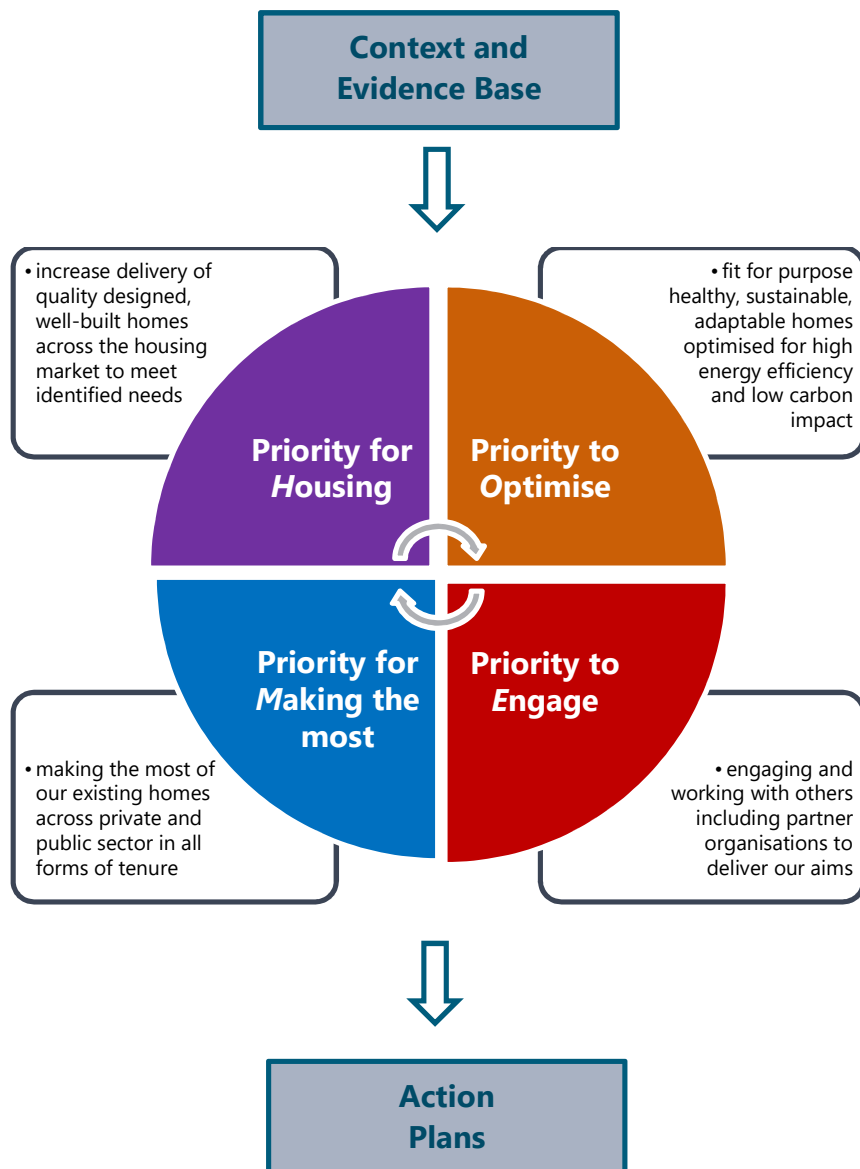 Context and
Evidence Base
• increase delivery of
quality designed,
well-built homes
across the housing
market to meet
identified needs
• fit for purpose
healthy, sustainable,
adaptable homes
optimised for high
energy efficiency
and low carbon
impact
Priority for
Housing
Priority to
Optimise
Priority for
Making the
most
Priority to
Engage
• making the most of
our existing homes
across private and
public sector in all
forms of tenure
• engaging and
working with others
including partner
organisations to
deliver our aims
Action
Plans